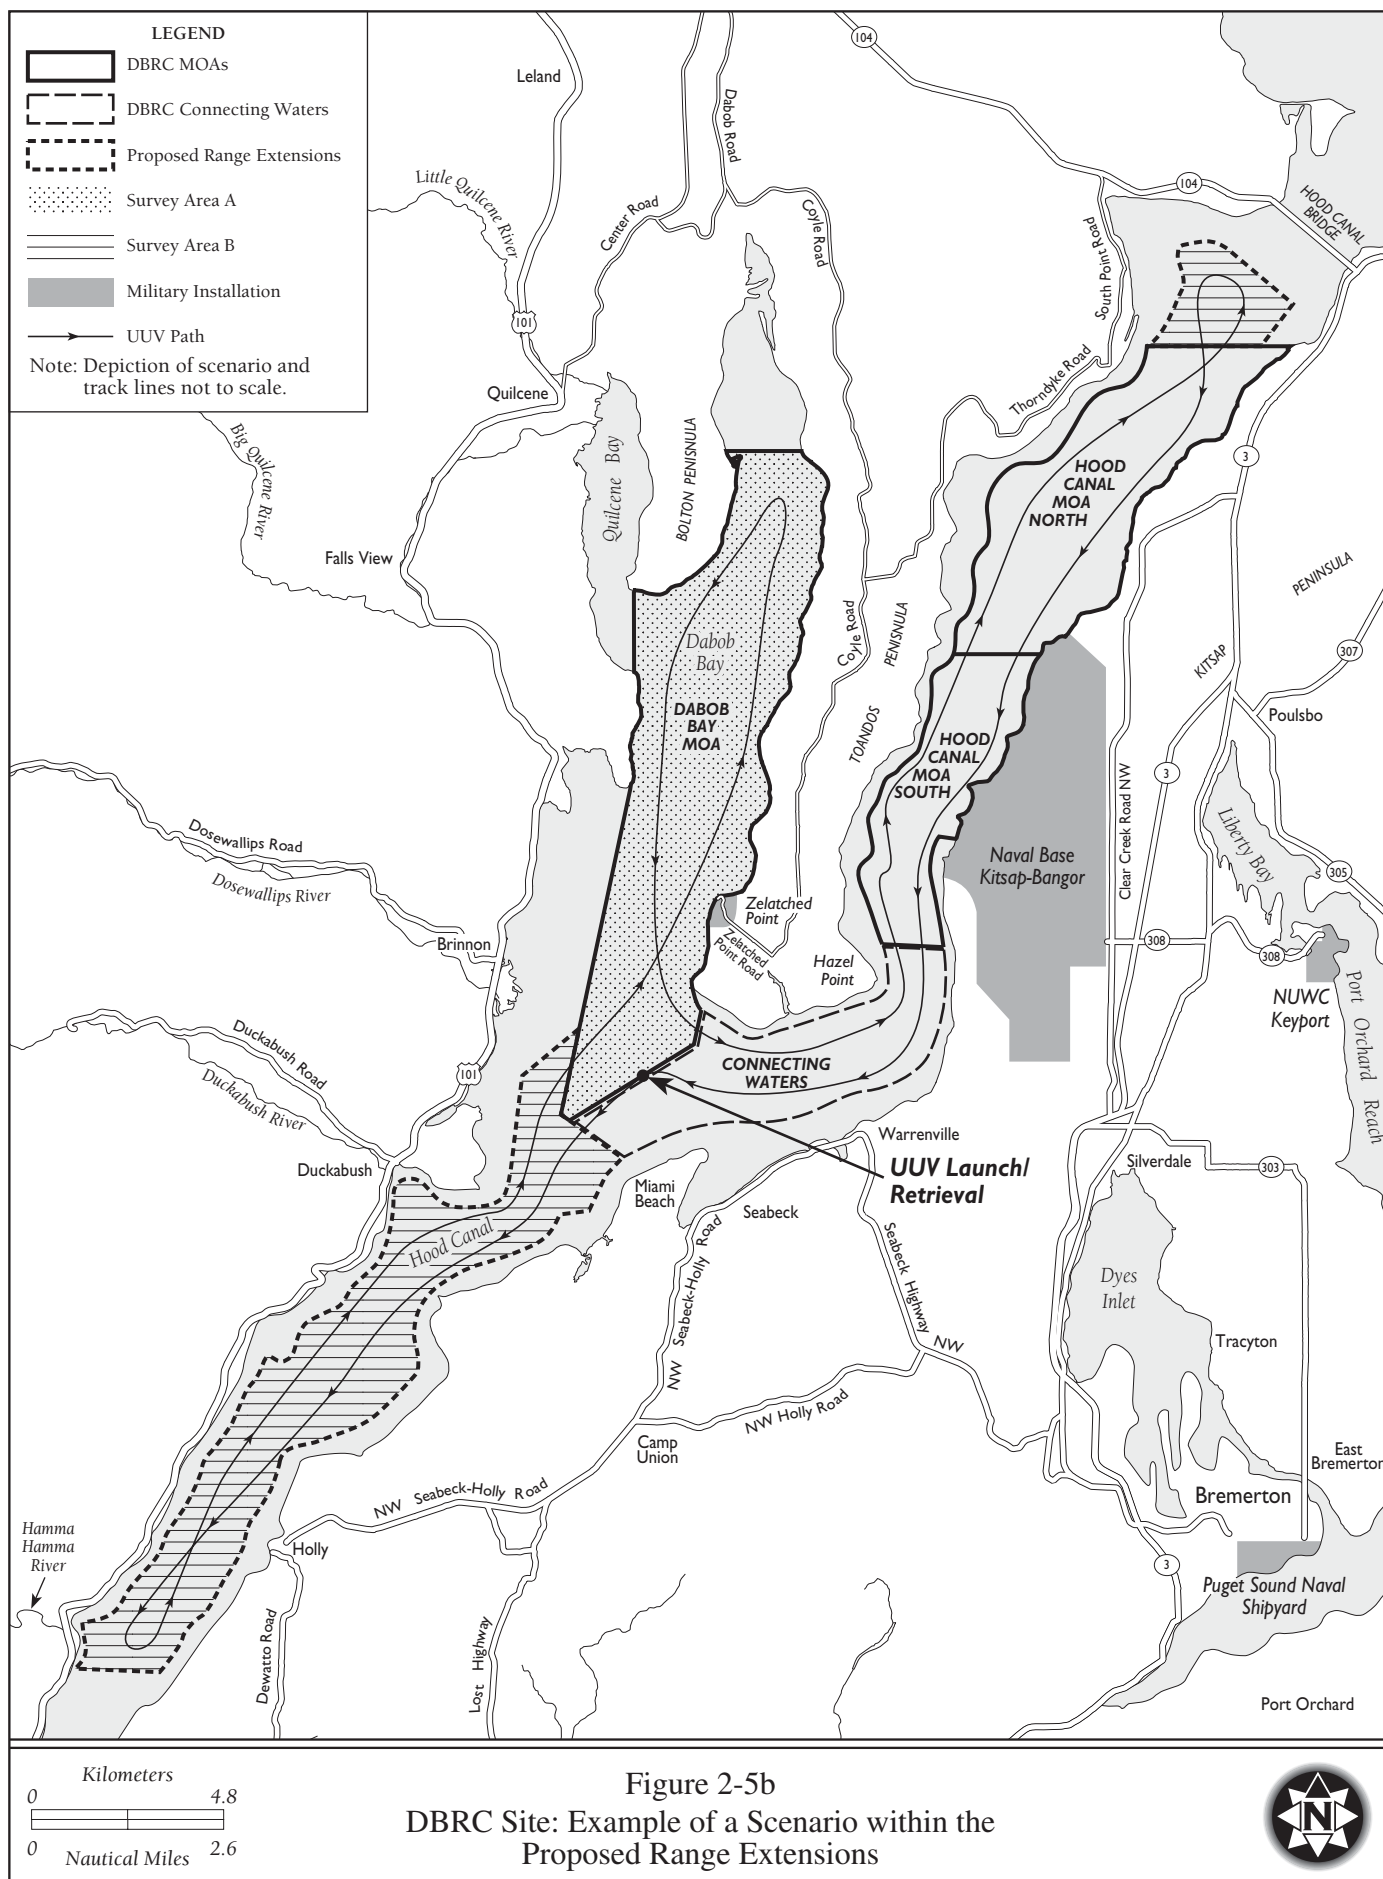 LEGEND
DBRC MOAs
DBRC Connecting Waters
Proposed Range Extensions
Survey Area A
Survey Area B
Military Installation
UUV Path
Note: Depiction of scenario and
track lines not to scale.
Leland
Dabob Road
104
Little Quilcene River
Center Road
Coyle Road
South Point Road
104
HOOD CANAL
BRIDGE
101
Quilcene
Thorndyke Road
Big Quilcene River
Quilcene Bay
BOLTON PENISNULA
3
HOOD
CANAL
MOA
NORTH
Falls View
PENINSULA
KITSAP
307
Coyle Road
PENISNULA
TOANDOS
Dabob
Bay
DABOB
BAY
MOA
Poulsbo
HOOD
CANAL
MOA
SOUTH
3
Clear Creek Road NW
Dosewallips Road
Dosewallips River
Liberty Bay
305
Naval Base
Kitsap-Bangor
Zelatched
Point
Zelatched
Point Road
Brinnon
Hazel
Point
308
308
NUWC
Keyport
Port Orchard Reach
Duckabush Road
Duckabush River
101
CONNECTING
WATERS
Warrenville
UUV Launch/
Retrieval
Silverdale
303
Duckabush
Miami
Beach
Seabeck
Hood Canal
NW Seabeck-Holly Road
Seabeck Highway NW
Dyes
Inlet
Tracyton
NW Holly Road
Camp
Union
East
Bremerton
NW Seabeck-Holly Road
Bremerton
Hamma
Hamma
River
Holly
3
Puget Sound Naval
Shipyard
Dewatto Road
Lost Highway
Port Orchard
Kilometers
0 4.8
0 2.6
Nautical Miles
Figure 2-5b
DBRC Site: Example of a Scenario within the
Proposed Range Extensions
N